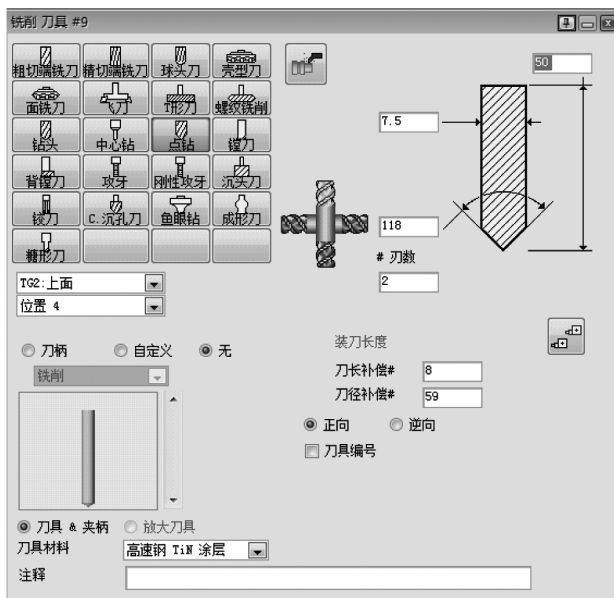 铣削 刀具 #9
粗切端铣刀 精切端铣刀 球头刀 壳型刀
面铣刀 飞刀 T形刀 螺纹铣削
钻头 中心钻 点钻 镗刀
背镗刀 攻牙 刚性攻牙 沉头刀
铰刀 C.沉孔刀 鱼眼钻 成形刀
糖形刀
50
7.5
118
# 刃数
2
TG2:上面
位置 4
刀柄 自定义 无
铣削
装刀长度
刀长补偿# 8
刀径补偿# 59
正向 逆向
刀具编号
刀具 & 夹柄 放大刀具
刀具材料 高速钢 TiN 涂层
注释